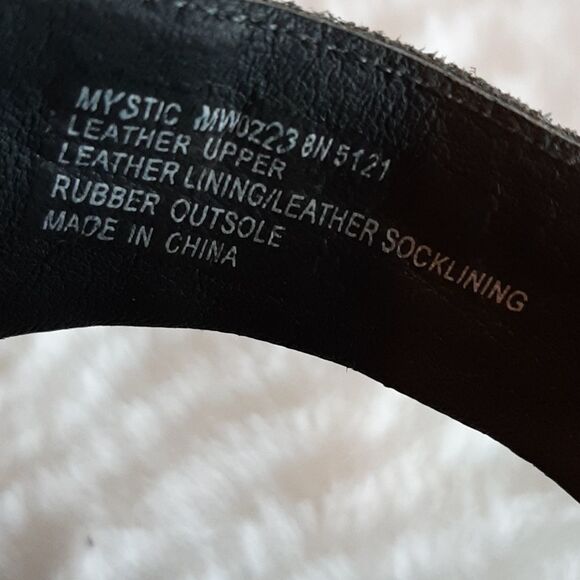 MYSTIC MW0223 8N 5121
LEATHER UPPER
LEATHER LINING/LEATHER SOCKLINING
RUBBER OUTSOLE
MADE IN CHINA